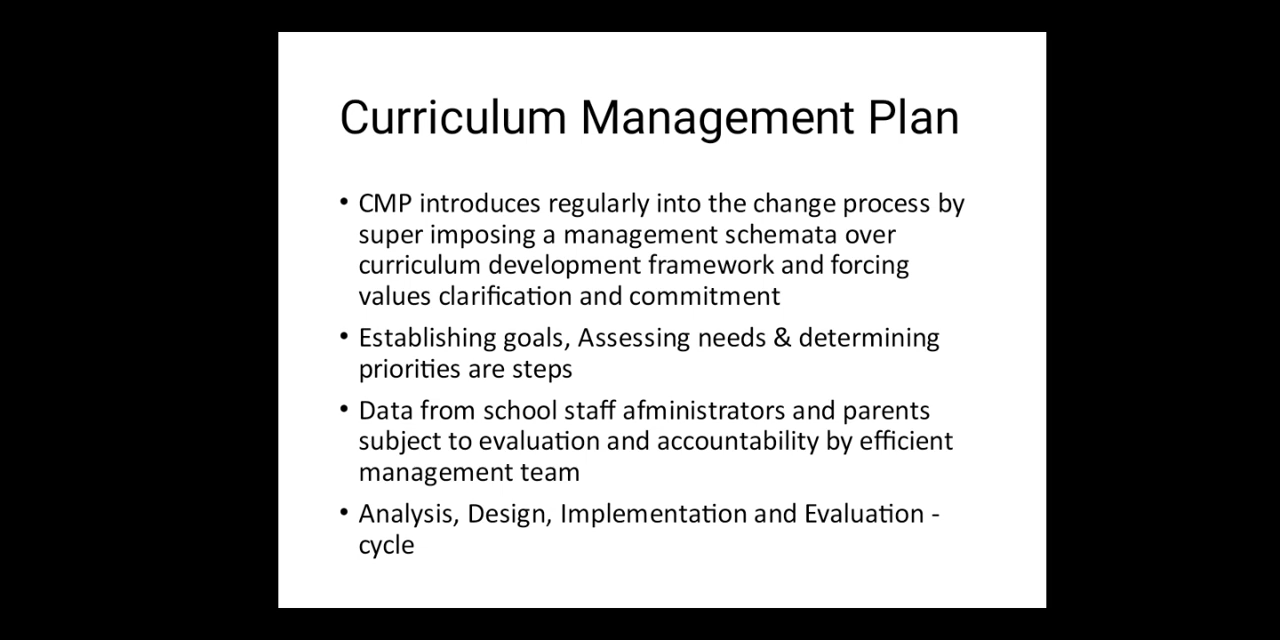 Curriculum Management Plan
• CMP introduces regularly into the change process by
super imposing a management schemata over
curriculum development framework and forcing
values clarification and commitment
• Establishing goals, Assessing needs & determining
priorities are steps
• Data from school staff afministrators and parents
subject to evaluation and accountability by efficient
management team
• Analysis, Design, Implementation and Evaluation -
cycle